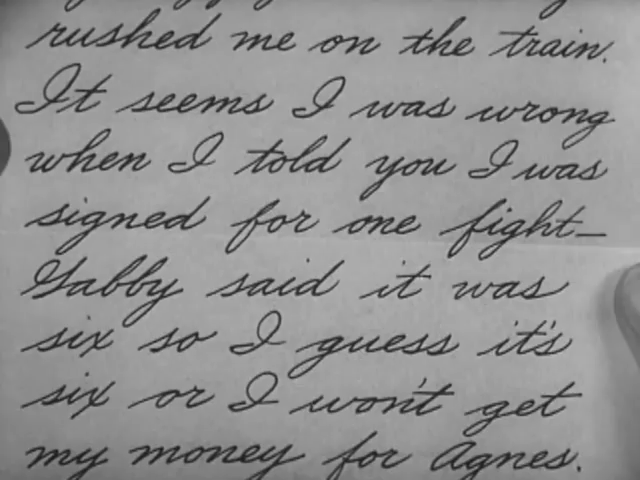 rushed me on the train.
It seems I was wrong
when I told you I was
signed for one fight—
Gabby said it was
six so I guess it's
six or I won't get
my money for Agnes.